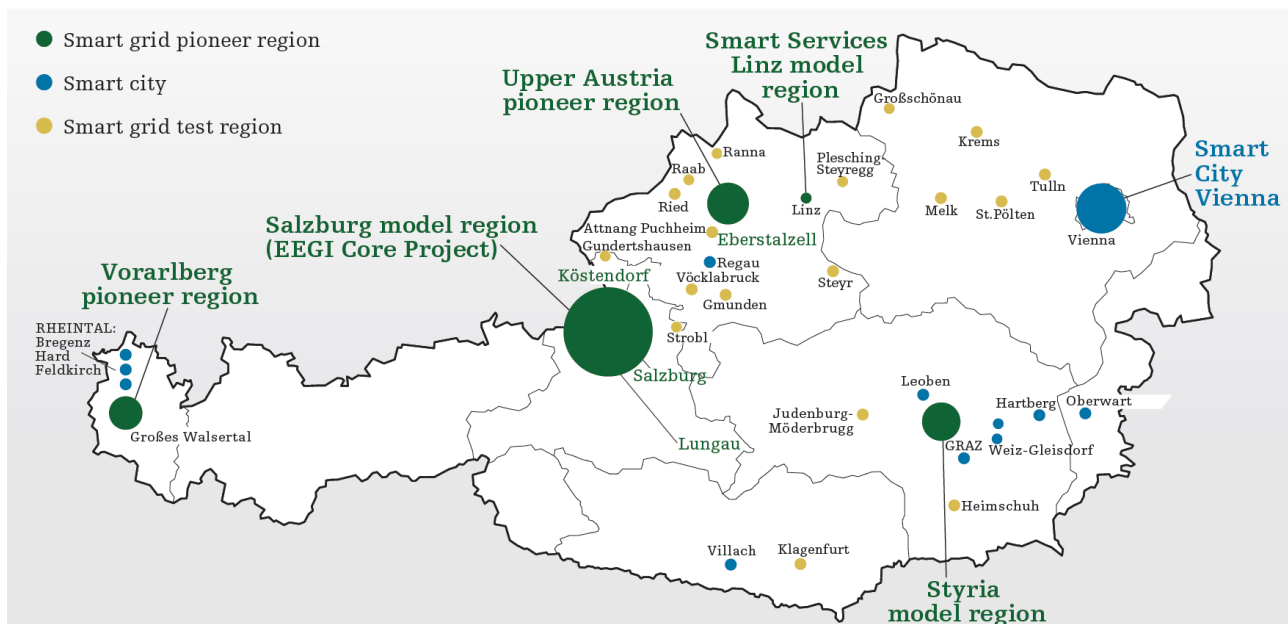 Smart grid pioneer region
Smart city
Smart grid test region
Upper Austria
pioneer region
Smart Services
Linz model
region
Salzburg model region
(EEGI Core Project)
Vorarlberg
pioneer region
Smart
City
Vienna
Styria
model region
RHEINTAL:
Bregenz
Hard
Feldkirch
Großes Walsertal
Ranna
Raab
Ried
Attnang Puchheim
Gundertshausen
Köstendorf
Eberstalzell
Regau
Vöcklabruck
Gmunden
Strobl
Salzburg
Lungau
Linz
Plesching-
Steyregg
Steyr
Großschönau
Krems
Tulln
Melk
St.Pölten
Vienna
Leoben
Judenburg-
Möderbrugg
GRAZ
Hartberg
Oberwart
Weiz-Gleisdorf
Heimschuh
Villach
Klagenfurt